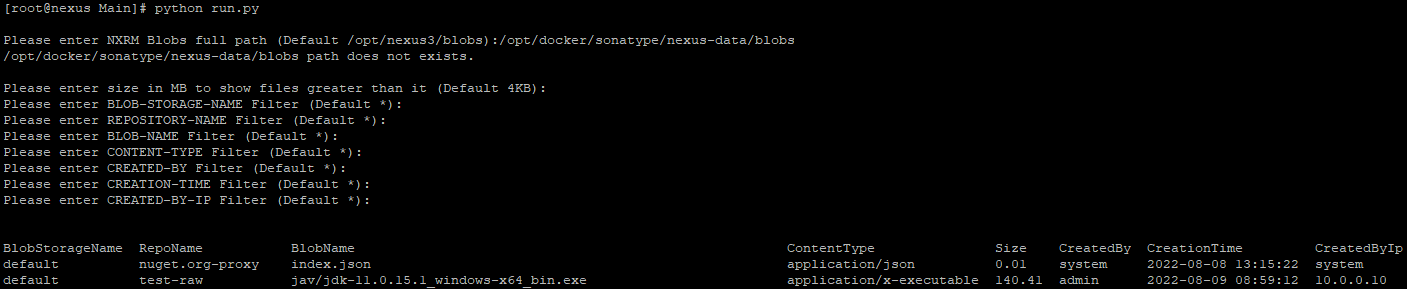 [root@nexus Main]# python run.py
Please enter NXRM Blobs full path (Default /opt/nexus3/blobs):/opt/docker/sonatype/nexus-data/blobs
/opt/docker/sonatype/nexus-data/blobs path does not exists.
Please enter size in MB to show files greater than it (Default 4KB):
Please enter BLOB-STORAGE-NAME Filter (Default *):
Please enter REPOSITORY-NAME Filter (Default *):
Please enter BLOB-NAME Filter (Default *):
Please enter CONTENT-TYPE Filter (Default *):
Please enter CREATED-BY Filter (Default *):
Please enter CREATION-TIME Filter (Default *):
Please enter CREATED-BY-IP Filter (Default *):
BlobStorageName  RepoName           BlobName                                                      ContentType               Size    CreatedBy  CreationTime         CreatedByIp
default          nuget.org-proxy    index.json                                                    application/json          0.01    system     2022-08-08 13:15:22  system
default          test-raw           jav/jdk-11.0.15.1_windows-x64_bin.exe                         application/x-executable  140.41  admin      2022-08-09 08:59:12  10.0.0.10